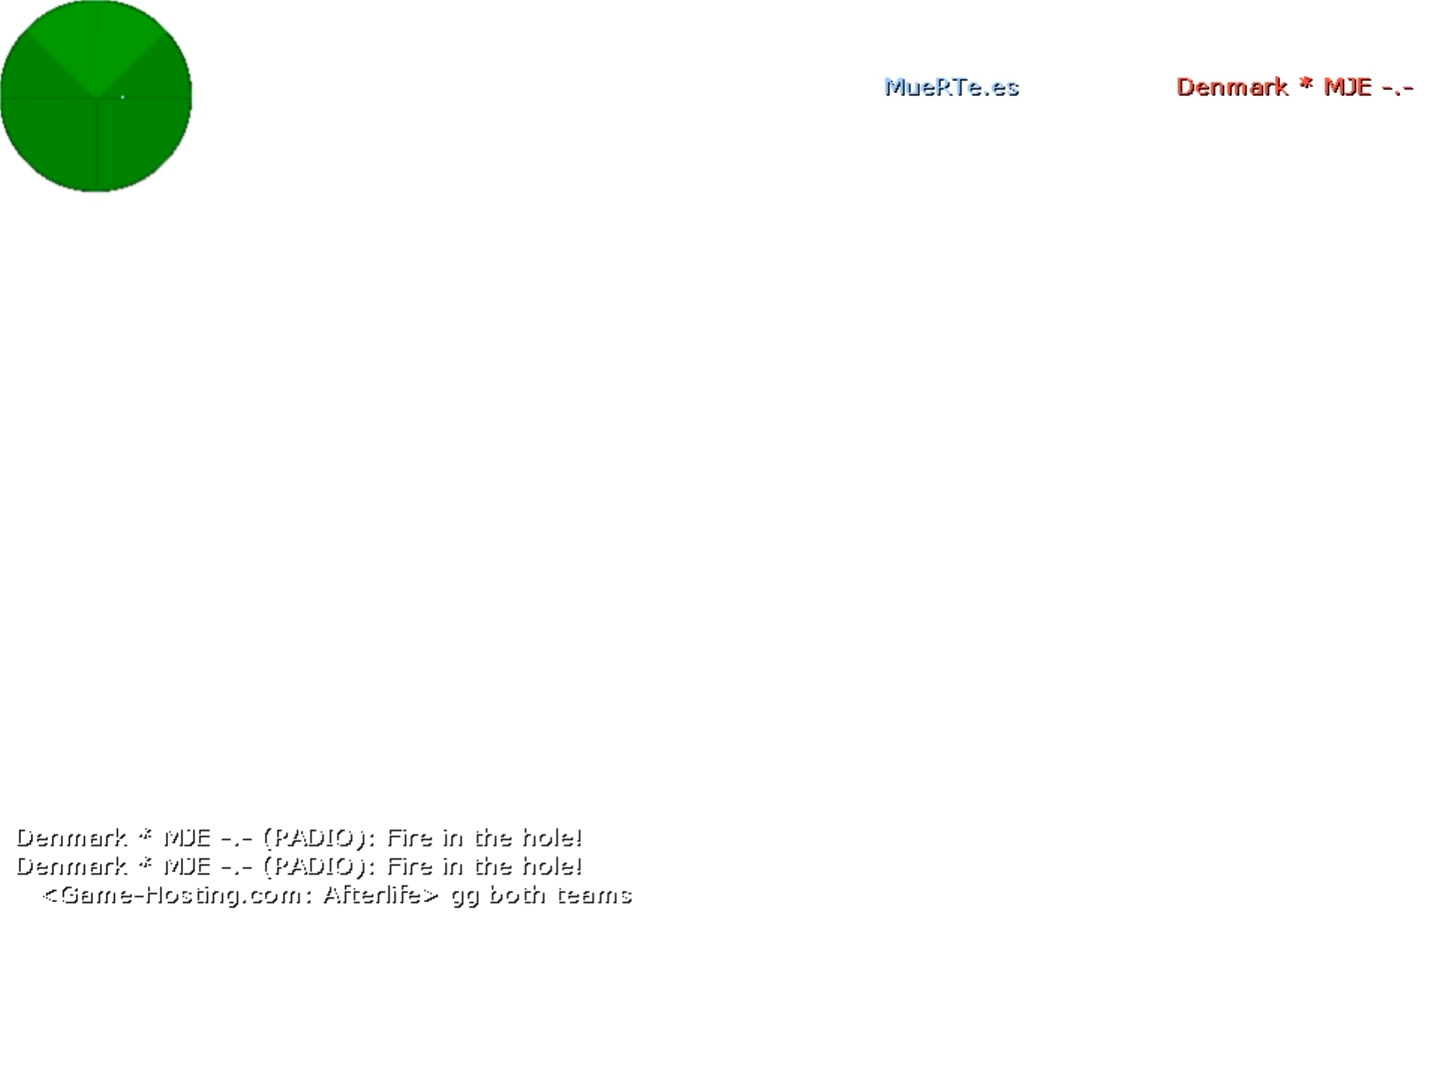 MueRTe.es Denmark * MJE -.-
Denmark * MJE -.- (RADIO): Fire in the hole!
Denmark * MJE -.- (RADIO): Fire in the hole!
<Game-Hosting.com: Afterlife> gg both teams